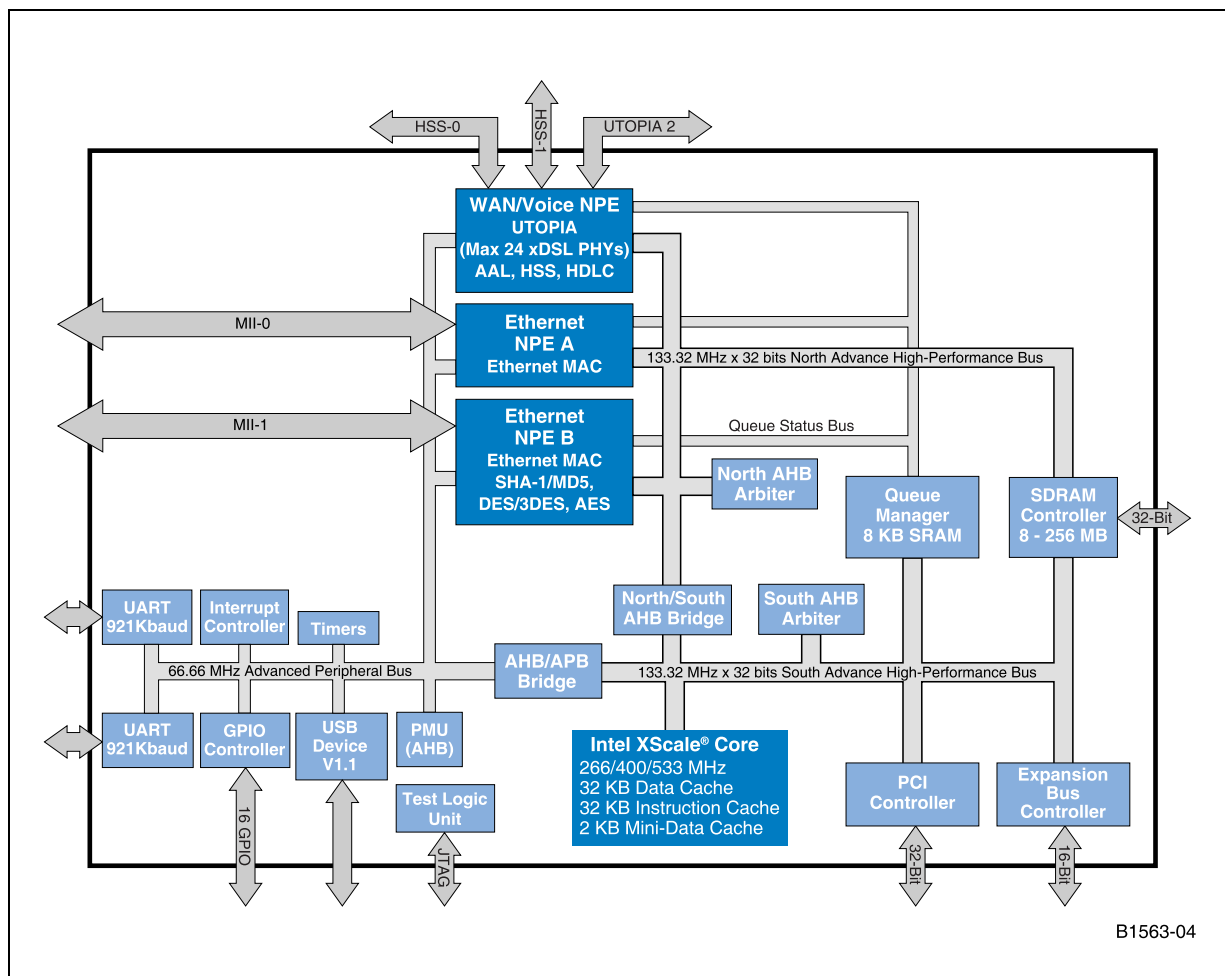 HSS-0
HSS-1
UTOPIA 2
WAN/Voice NPE
UTOPIA
(Max 24 xDSL PHYs)
AAL, HSS, HDLC
MII-0
Ethernet
NPE A
Ethernet MAC
133.32 MHz x 32 bits North Advance High-Performance Bus
MII-1
Ethernet
NPE B
Ethernet MAC
SHA-1/MD5,
DES/3DES, AES
Queue Status Bus
North AHB
Arbiter
Queue
Manager
8 KB SRAM
SDRAM
Controller
8 - 256 MB
32-Bit
UART
921Kbaud
Interrupt
Controller
Timers
North/South
AHB Bridge
South AHB
Arbiter
66.66 MHz Advanced Peripheral Bus
AHB/APB
Bridge
133.32 MHz x 32 bits South Advance High-Performance Bus
UART
921Kbaud
GPIO
Controller
USB
Device
V1.1
PMU
(AHB)
Intel XScale® Core
266/400/533 MHz
32 KB Data Cache
32 KB Instruction Cache
2 KB Mini-Data Cache
PCI
Controller
Expansion
Bus
Controller
Test Logic
Unit
16 GPIO
JTAG
32-Bit
16-Bit
B1563-04